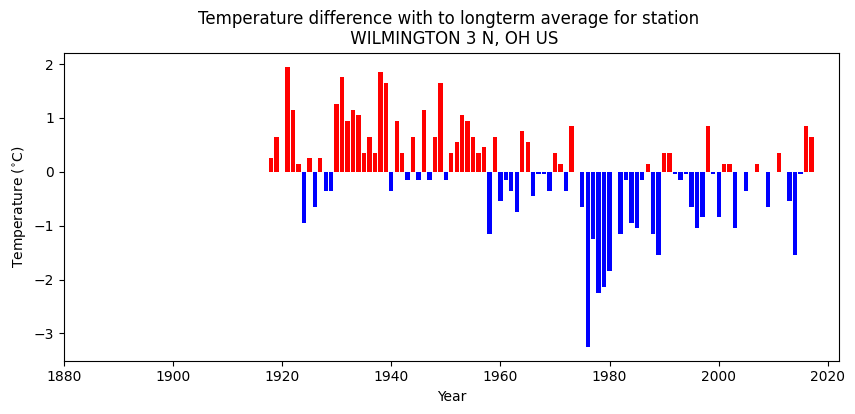 Temperature difference with to longterm average for station
WILMINGTON 3 N, OH US
Temperature (°C)
2
1
0
−1
−2
−3
1880 1900 1920 1940 1960 1980 2000 2020
Year